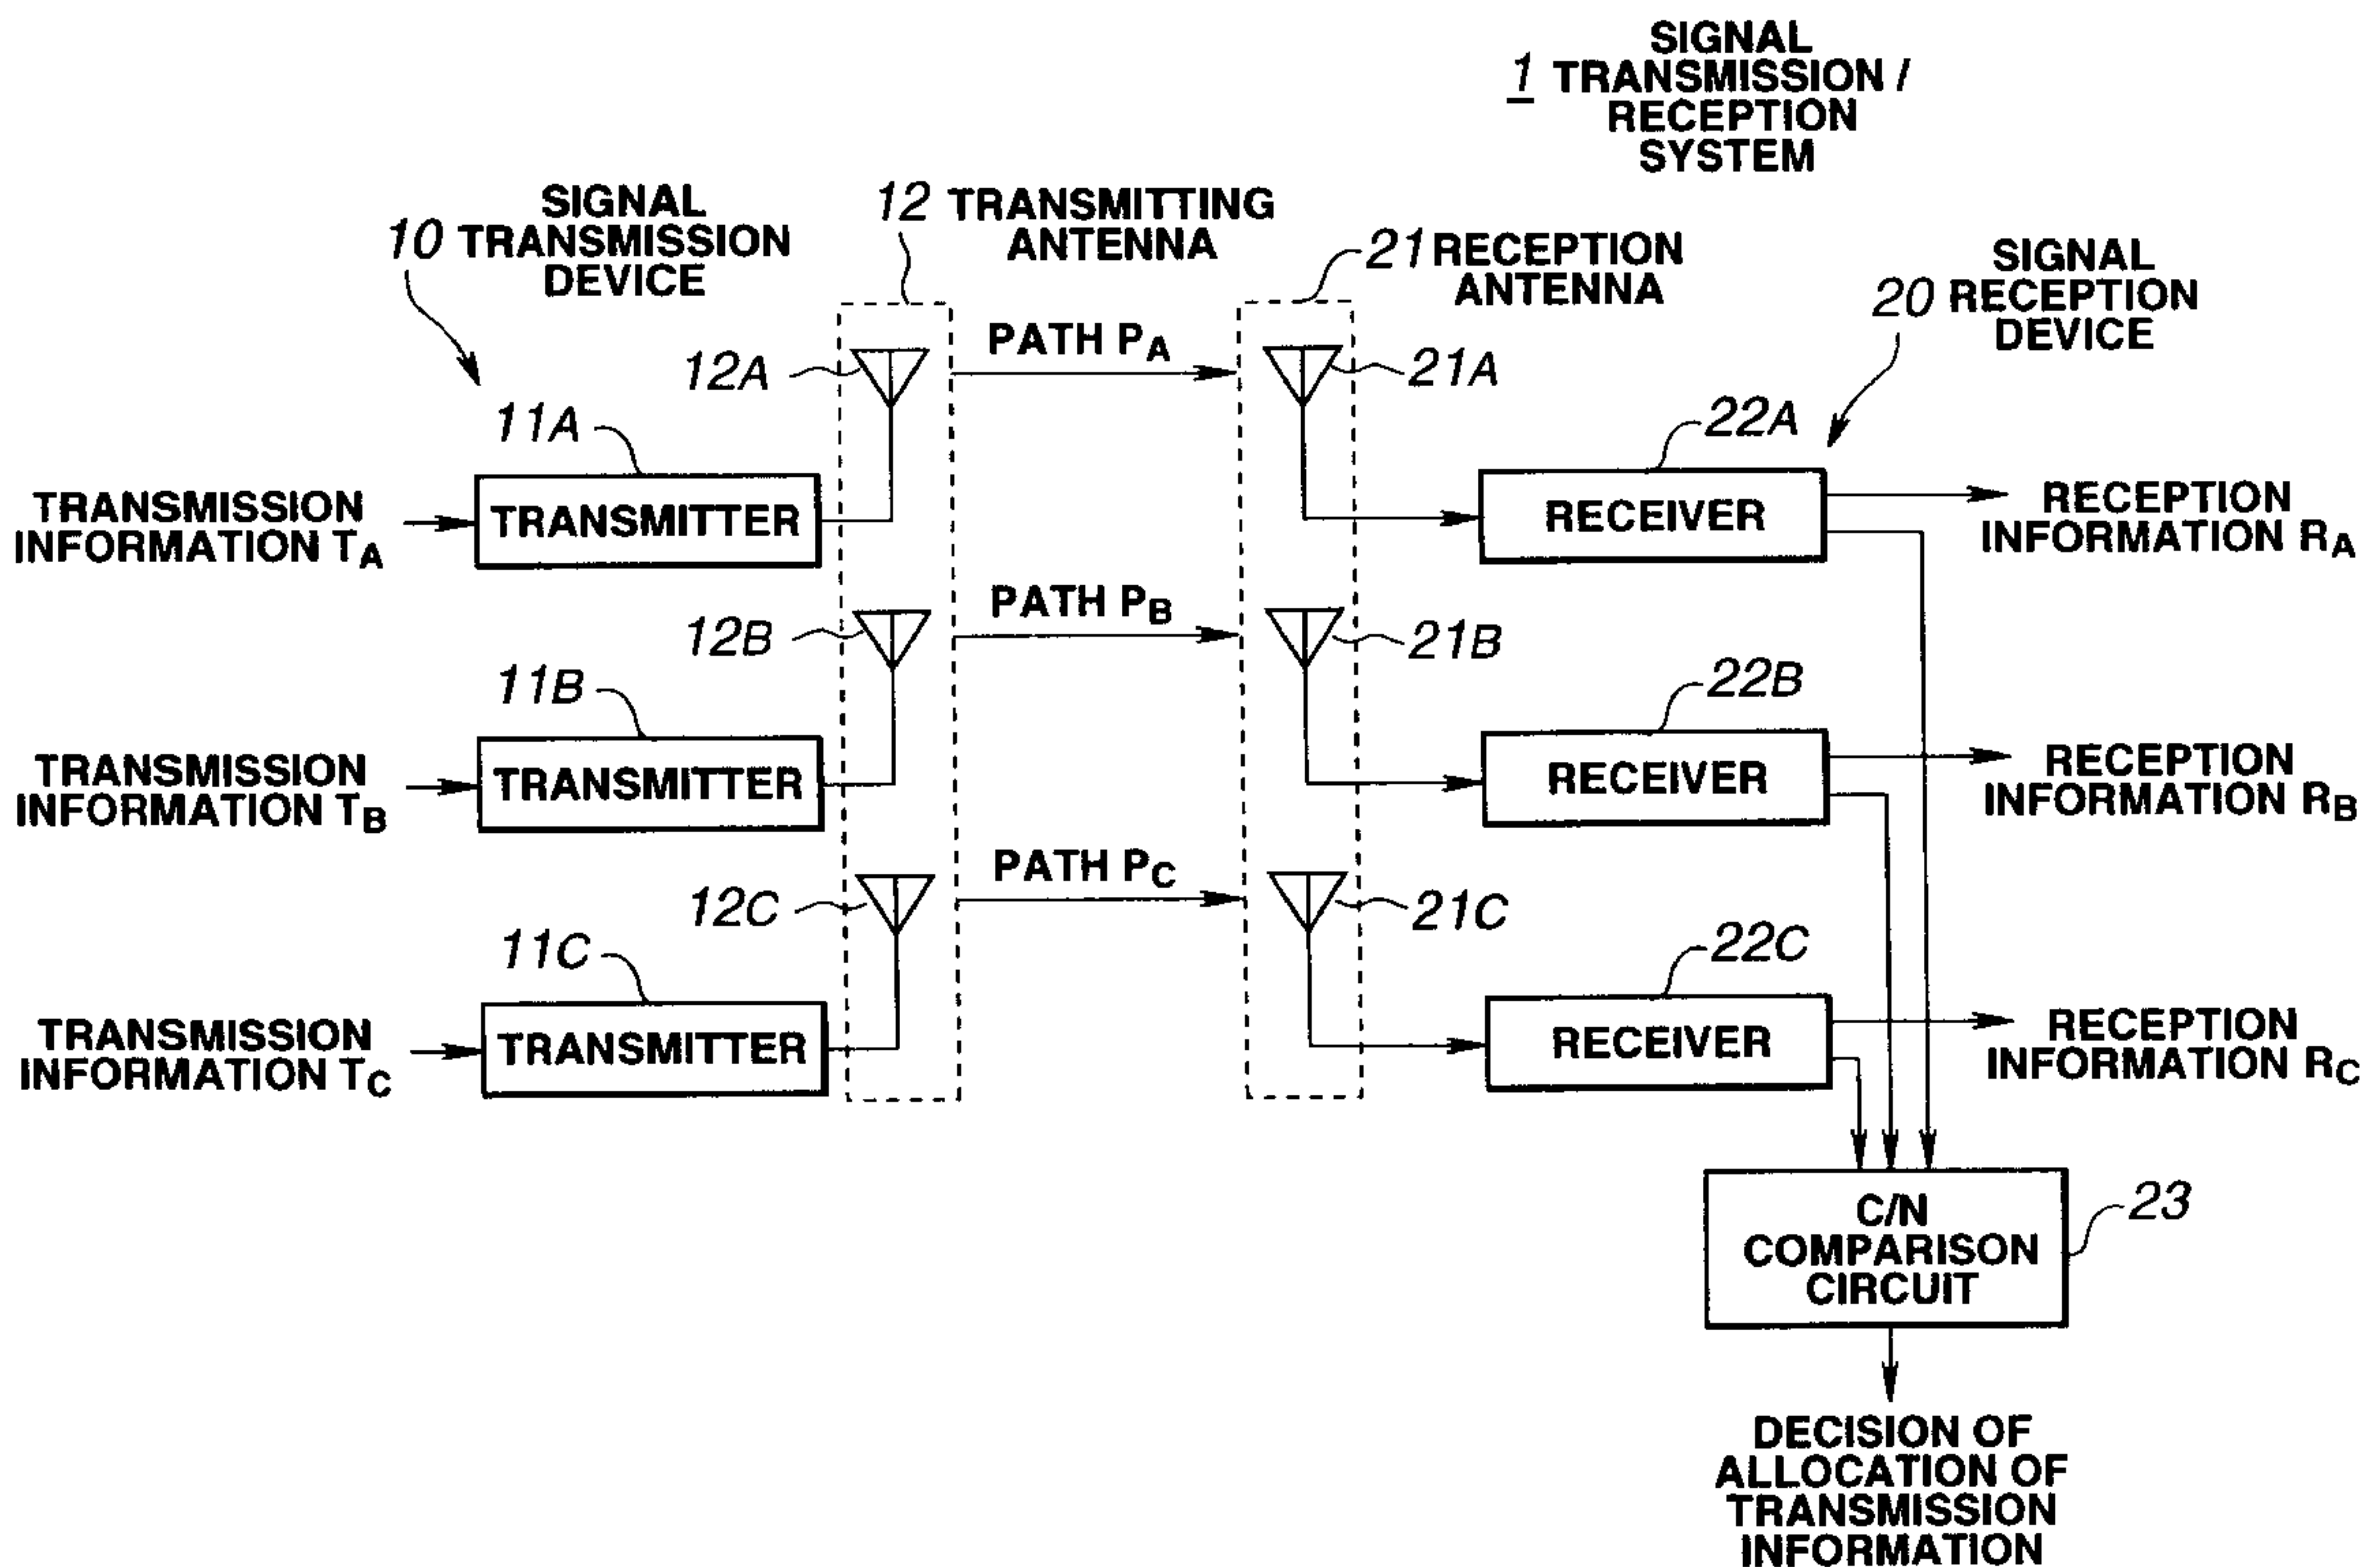 SIGNAL
1 TRANSMISSION /
RECEPTION
SYSTEM
SIGNAL
10 TRANSMISSION
DEVICE
12 TRANSMITTING
ANTENNA
21 RECEPTION
ANTENNA
SIGNAL
20 RECEPTION
DEVICE
PATH PA
12A
21A
11A
22A
TRANSMISSION
INFORMATION TA
TRANSMITTER
RECEIVER
RECEPTION
INFORMATION RA
PATH PB
12B
21B
11B
22B
TRANSMISSION
INFORMATION TB
TRANSMITTER
RECEIVER
RECEPTION
INFORMATION RB
PATH PC
12C
21C
11C
22C
TRANSMISSION
INFORMATION TC
TRANSMITTER
RECEIVER
RECEPTION
INFORMATION RC
C/N
COMPARISON
CIRCUIT
23
DECISION OF
ALLOCATION OF
TRANSMISSION
INFORMATION